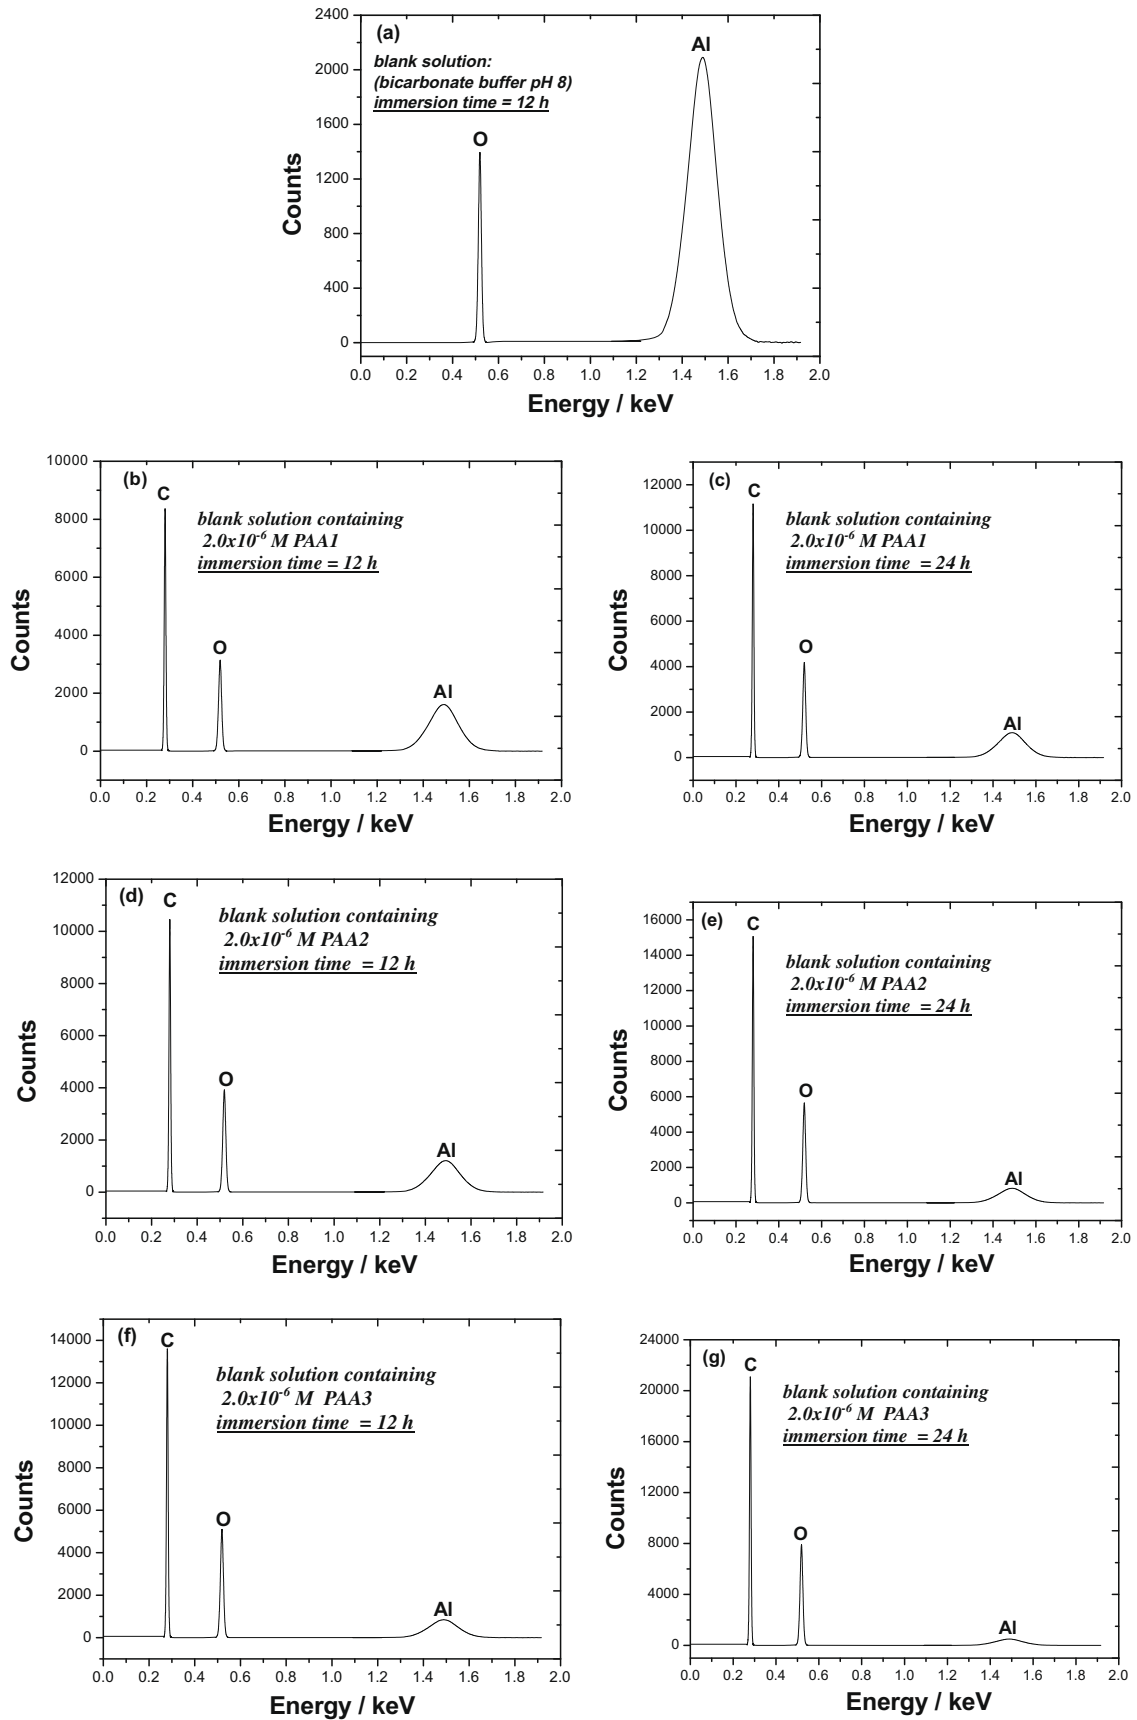 (a)
blank solution:
(bicarbonate buffer pH 8)
immersion time = 12 h
O
Al
2400
2000
1600
1200
800
400
0
Counts
0.0 0.2 0.4 0.6 0.8 1.0 1.2 1.4 1.6 1.8 2.0
Energy / keV
(b)
C
O
Al
blank solution containing
2.0x10-6 M PAA1
immersion time = 12 h
10000
8000
6000
4000
2000
0
Counts
0.0 0.2 0.4 0.6 0.8 1.0 1.2 1.4 1.6 1.8 2.0
Energy / keV
(c)
C
O
Al
blank solution containing
2.0x10-6 M PAA1
immersion time = 24 h
12000
10000
8000
6000
4000
2000
0
Counts
0.0 0.2 0.4 0.6 0.8 1.0 1.2 1.4 1.6 1.8 2.0
Energy / keV
(d)
C
O
Al
blank solution containing
2.0x10-6 M PAA2
immersion time = 12 h
12000
10000
8000
6000
4000
2000
0
Counts
0.0 0.2 0.4 0.6 0.8 1.0 1.2 1.4 1.6 1.8 2.0
Energy / keV
(e)
C
O
Al
blank solution containing
2.0x10-6 M PAA2
immersion time = 24 h
16000
14000
12000
10000
8000
6000
4000
2000
0
Counts
0.0 0.2 0.4 0.6 0.8 1.0 1.2 1.4 1.6 1.8 2.0
Energy / keV
(f)
C
O
Al
blank solution containing
2.0x10-6 M PAA3
immersion time = 12 h
14000
12000
10000
8000
6000
4000
2000
0
Counts
0.0 0.2 0.4 0.6 0.8 1.0 1.2 1.4 1.6 1.8 2.0
Energy / keV
(g)
C
O
Al
blank solution containing
2.0x10-6 M PAA3
immersion time = 24 h
24000
20000
16000
12000
8000
4000
0
Counts
0.0 0.2 0.4 0.6 0.8 1.0 1.2 1.4 1.6 1.8 2.0
Energy / keV